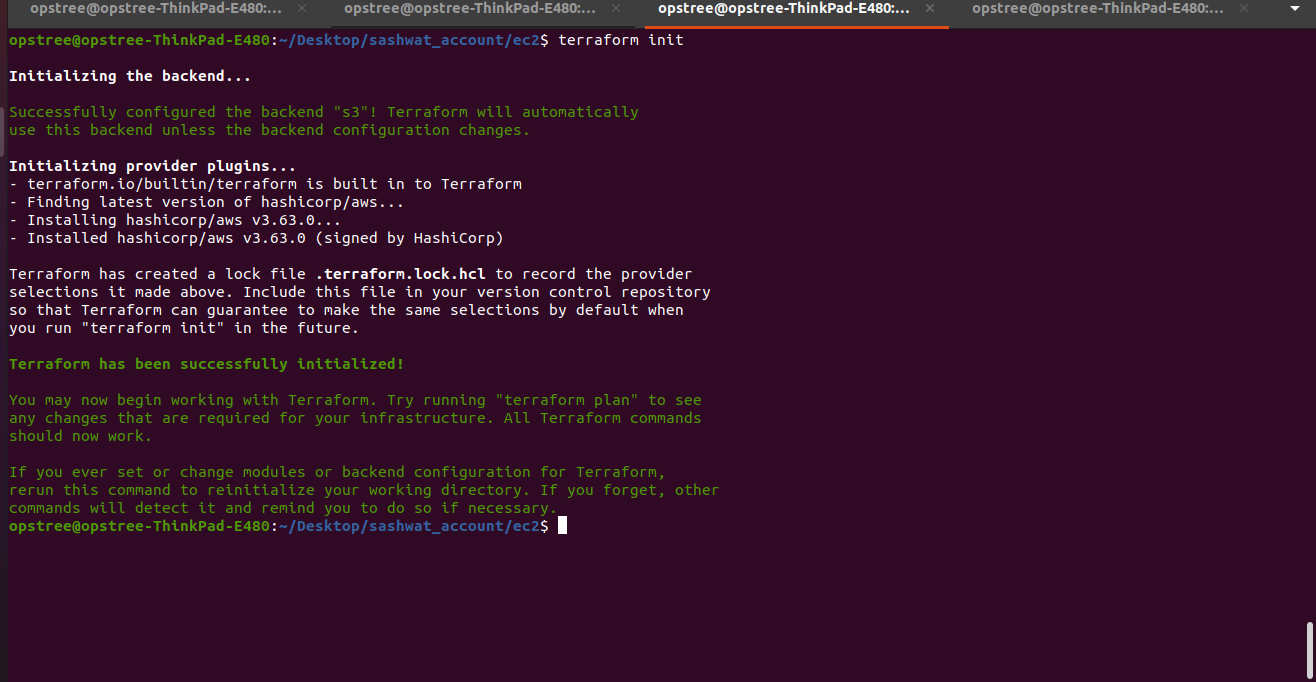 opstree@opstree-ThinkPad-E480:... × opstree@opstree-ThinkPad-E480:... × opstree@opstree-ThinkPad-E480:... × opstree@opstree-ThinkPad-E480:... ×
opstree@opstree-ThinkPad-E480:~/Desktop/sashwat_account/ec2$ terraform init
Initializing the backend...
Successfully configured the backend "s3"! Terraform will automatically
use this backend unless the backend configuration changes.
Initializing provider plugins...
- terraform.io/builtin/terraform is built in to Terraform
- Finding latest version of hashicorp/aws...
- Installing hashicorp/aws v3.63.0...
- Installed hashicorp/aws v3.63.0 (signed by HashiCorp)
Terraform has created a lock file .terraform.lock.hcl to record the provider
selections it made above. Include this file in your version control repository
so that Terraform can guarantee to make the same selections by default when
you run "terraform init" in the future.
Terraform has been successfully initialized!
You may now begin working with Terraform. Try running "terraform plan" to see
any changes that are required for your infrastructure. All Terraform commands
should now work.
If you ever set or change modules or backend configuration for Terraform,
rerun this command to reinitialize your working directory. If you forget, other
commands will detect it and remind you to do so if necessary.
opstree@opstree-ThinkPad-E480:~/Desktop/sashwat_account/ec2$